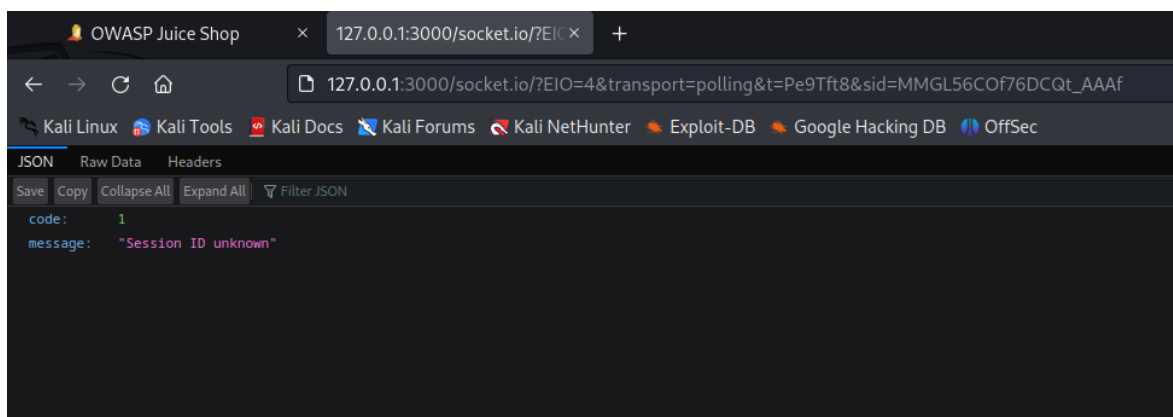 OWASP Juice Shop × 127.0.0.1:3000/socket.io/?EIO × +
127.0.0.1:3000/socket.io/?EIO=4&transport=polling&t=Pe9Tft8&sid=MMGL56COf76DCQt_AAAf
Kali Linux Kali Tools Kali Docs Kali Forums Kali NetHunter Exploit-DB Google Hacking DB OffSec
JSON Raw Data Headers
Save Copy Collapse All Expand All Filter JSON
code: 1
message: "Session ID unknown"